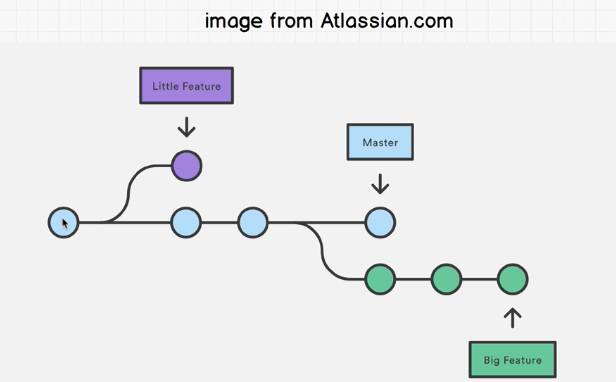 image from Atlassian.com
Little Feature
Master
Big Feature